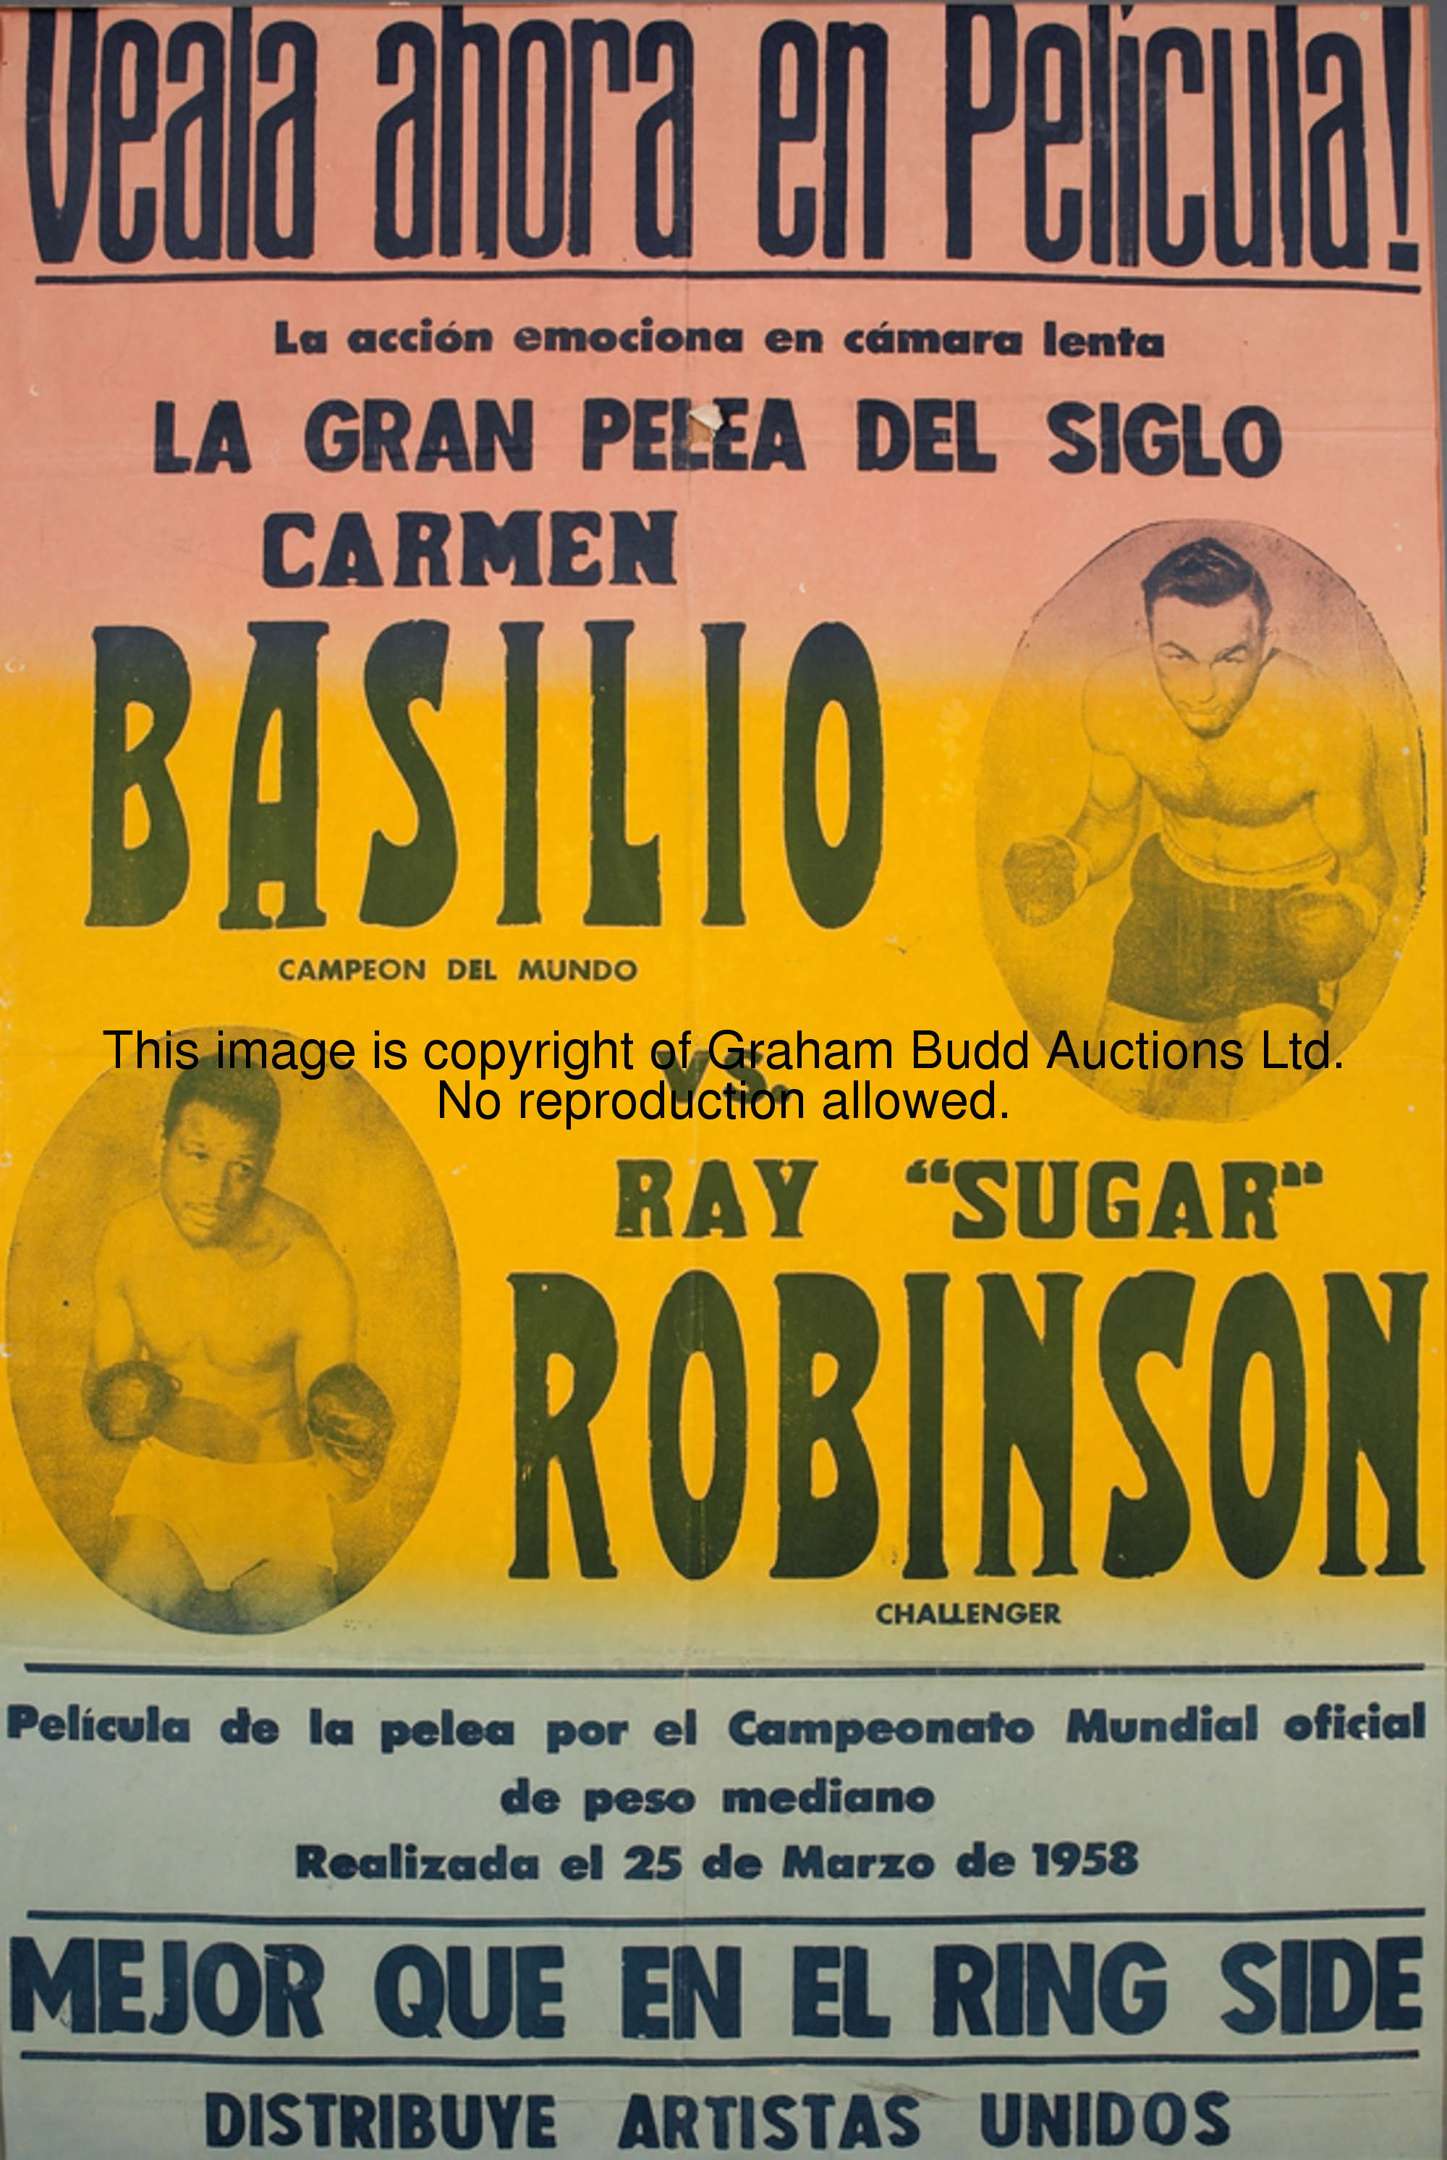 Veala ahora en Película!
La acción emociona en cámara lenta
LA GRAN PELEA DEL SIGLO
CARMEN
BASILIO
CAMPEON DEL MUNDO
This image is copyright of Graham Budd Auctions Ltd.
vs.
No reproduction allowed.
RAY "SUGAR"
ROBINSON
CHALLENGER
Película de la pelea por el Campeonato Mundial oficial
de peso mediano
Realizada el 25 de Marzo de 1958
MEJOR QUE EN EL RING SIDE
DISTRIBUYE ARTISTAS UNIDOS